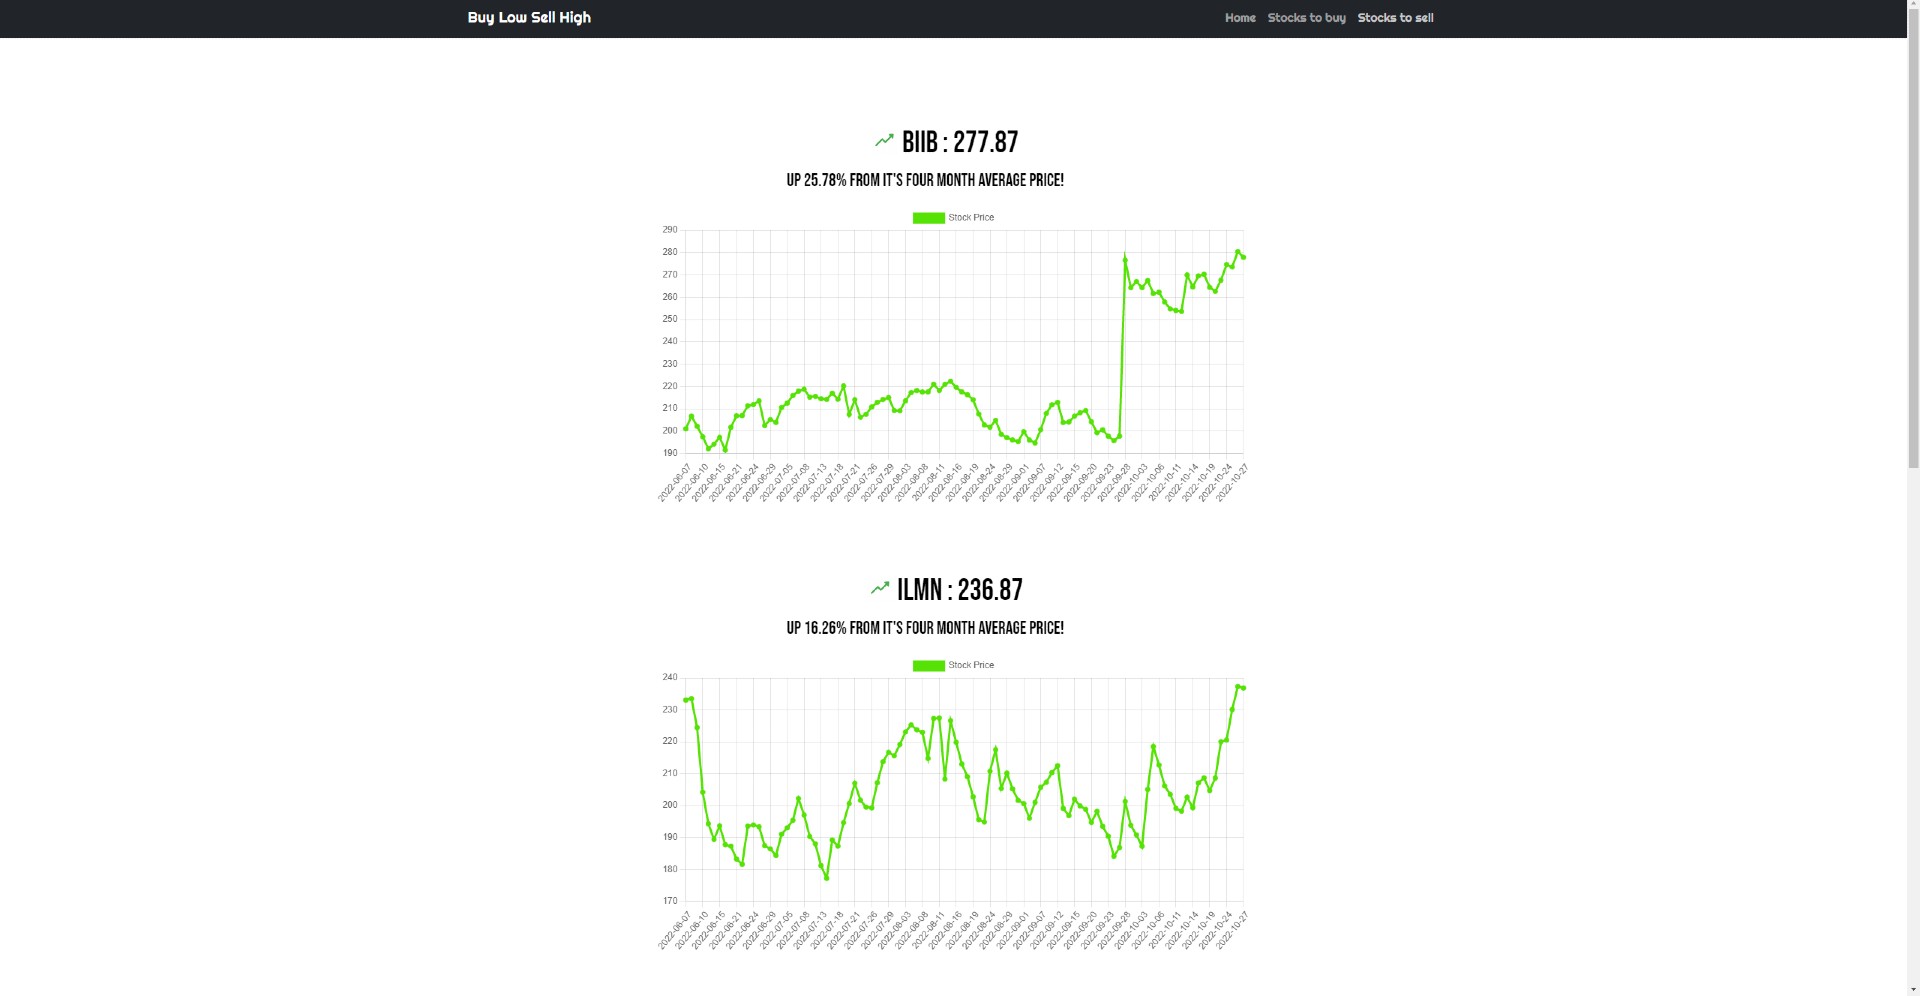 Buy Low Sell High
Home Stocks to buy Stocks to sell
BIIB : 277.87
UP 25.78% FROM IT'S FOUR MONTH AVERAGE PRICE!
Stock Price
290
280
270
260
250
240
230
220
210
200
190
2022-06-07 2022-06-10 2022-06-15 2022-06-21 2022-06-24 2022-06-29 2022-07-05 2022-07-08 2022-07-13 2022-07-18 2022-07-21 2022-07-26 2022-07-29 2022-08-03 2022-08-08 2022-08-11 2022-08-16 2022-08-19 2022-08-24 2022-08-29 2022-09-01 2022-09-07 2022-09-12 2022-09-15 2022-09-20 2022-09-23 2022-09-28 2022-10-03 2022-10-06 2022-10-11 2022-10-14 2022-10-19 2022-10-24 2022-10-27
ILMN : 236.87
UP 16.26% FROM IT'S FOUR MONTH AVERAGE PRICE!
Stock Price
240
230
220
210
200
190
180
170
2022-06-07 2022-06-10 2022-06-15 2022-06-21 2022-06-24 2022-06-29 2022-07-05 2022-07-08 2022-07-13 2022-07-18 2022-07-21 2022-07-26 2022-07-29 2022-08-03 2022-08-08 2022-08-11 2022-08-16 2022-08-19 2022-08-24 2022-08-29 2022-09-01 2022-09-07 2022-09-12 2022-09-15 2022-09-20 2022-09-23 2022-09-28 2022-10-03 2022-10-06 2022-10-11 2022-10-14 2022-10-19 2022-10-24 2022-10-27